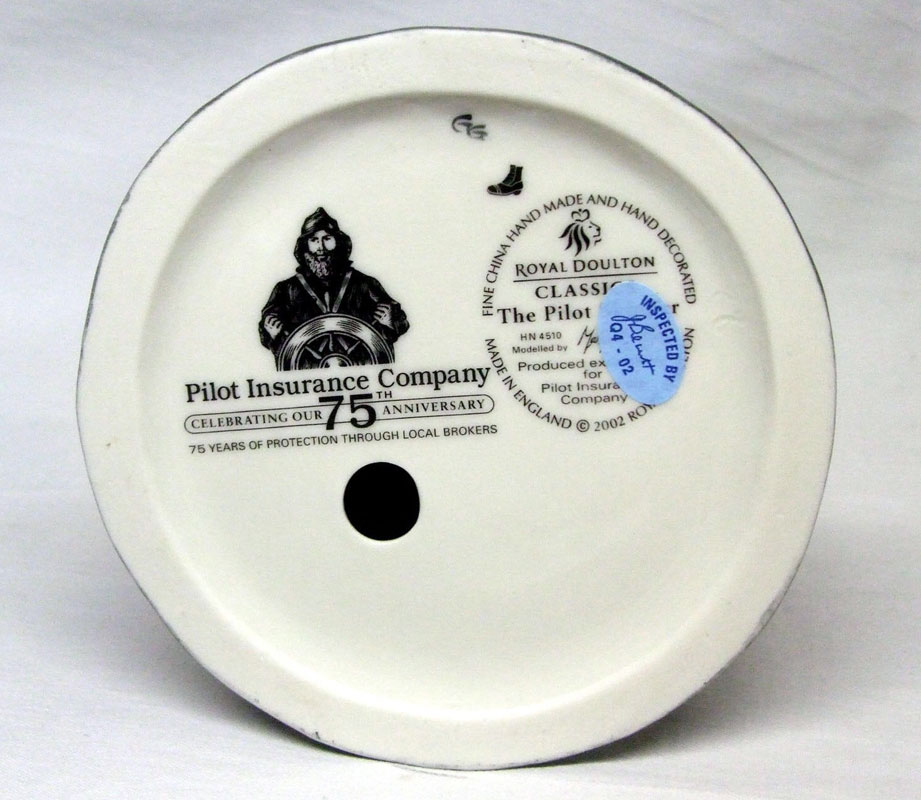 GG
Pilot Insurance Company
CELEBRATING OUR 75TH ANNIVERSARY
75 YEARS OF PROTECTION THROUGH LOCAL BROKERS
FINE CHINA HAND MADE AND HAND DECORATED
ROYAL DOULTON
The Pilot
HN 4510
Modelled by
Produced
for
Pilot
Company
MADE IN ENGLAND © 2002
INSPECTED BY
Q4 - 02